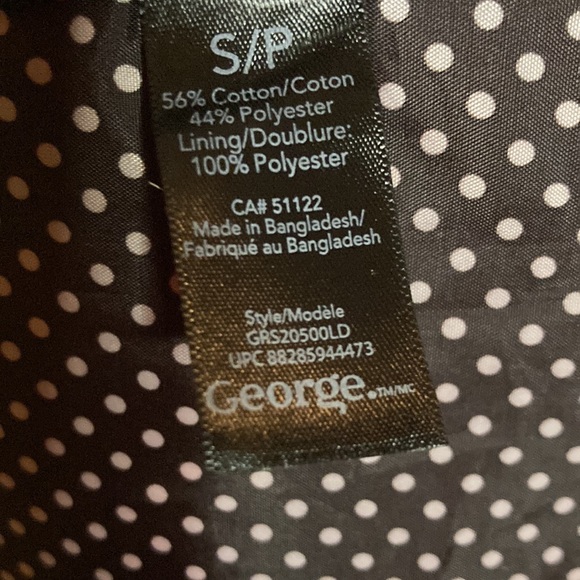 S/P
56% Cotton/Coton
44% Polyester
Lining/Doublure:
100% Polyester
CA# 51122
Made in Bangladesh/
Fabriqué au Bangladesh
Style/Modèle
GRS20500LD
UPC 88285944473
George.TM/MC